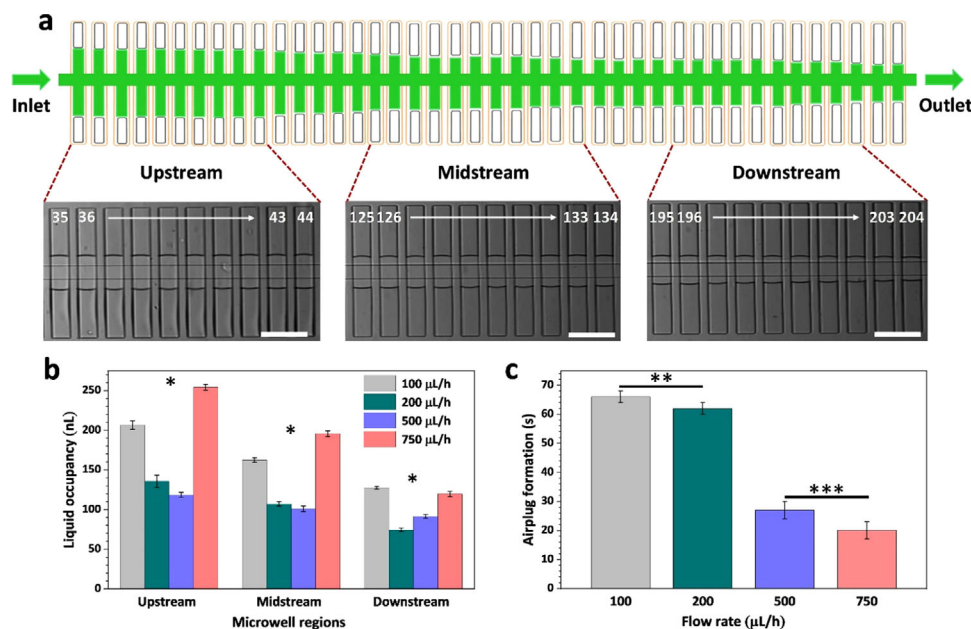 a
Inlet
Outlet
Upstream
Midstream
Downstream
35 36 43 44
125 126 133 134
195 196 203 204
b
Liquid occupancy (nL)
250
200
150
100
50
0
*
*
*
100 μL/h
200 μL/h
500 μL/h
750 μL/h
Upstream Midstream Downstream
Microwell regions
c
Airplug formation (s)
70
60
50
40
30
20
10
0
**
***
100 200 500 750
Flow rate (μL/h)